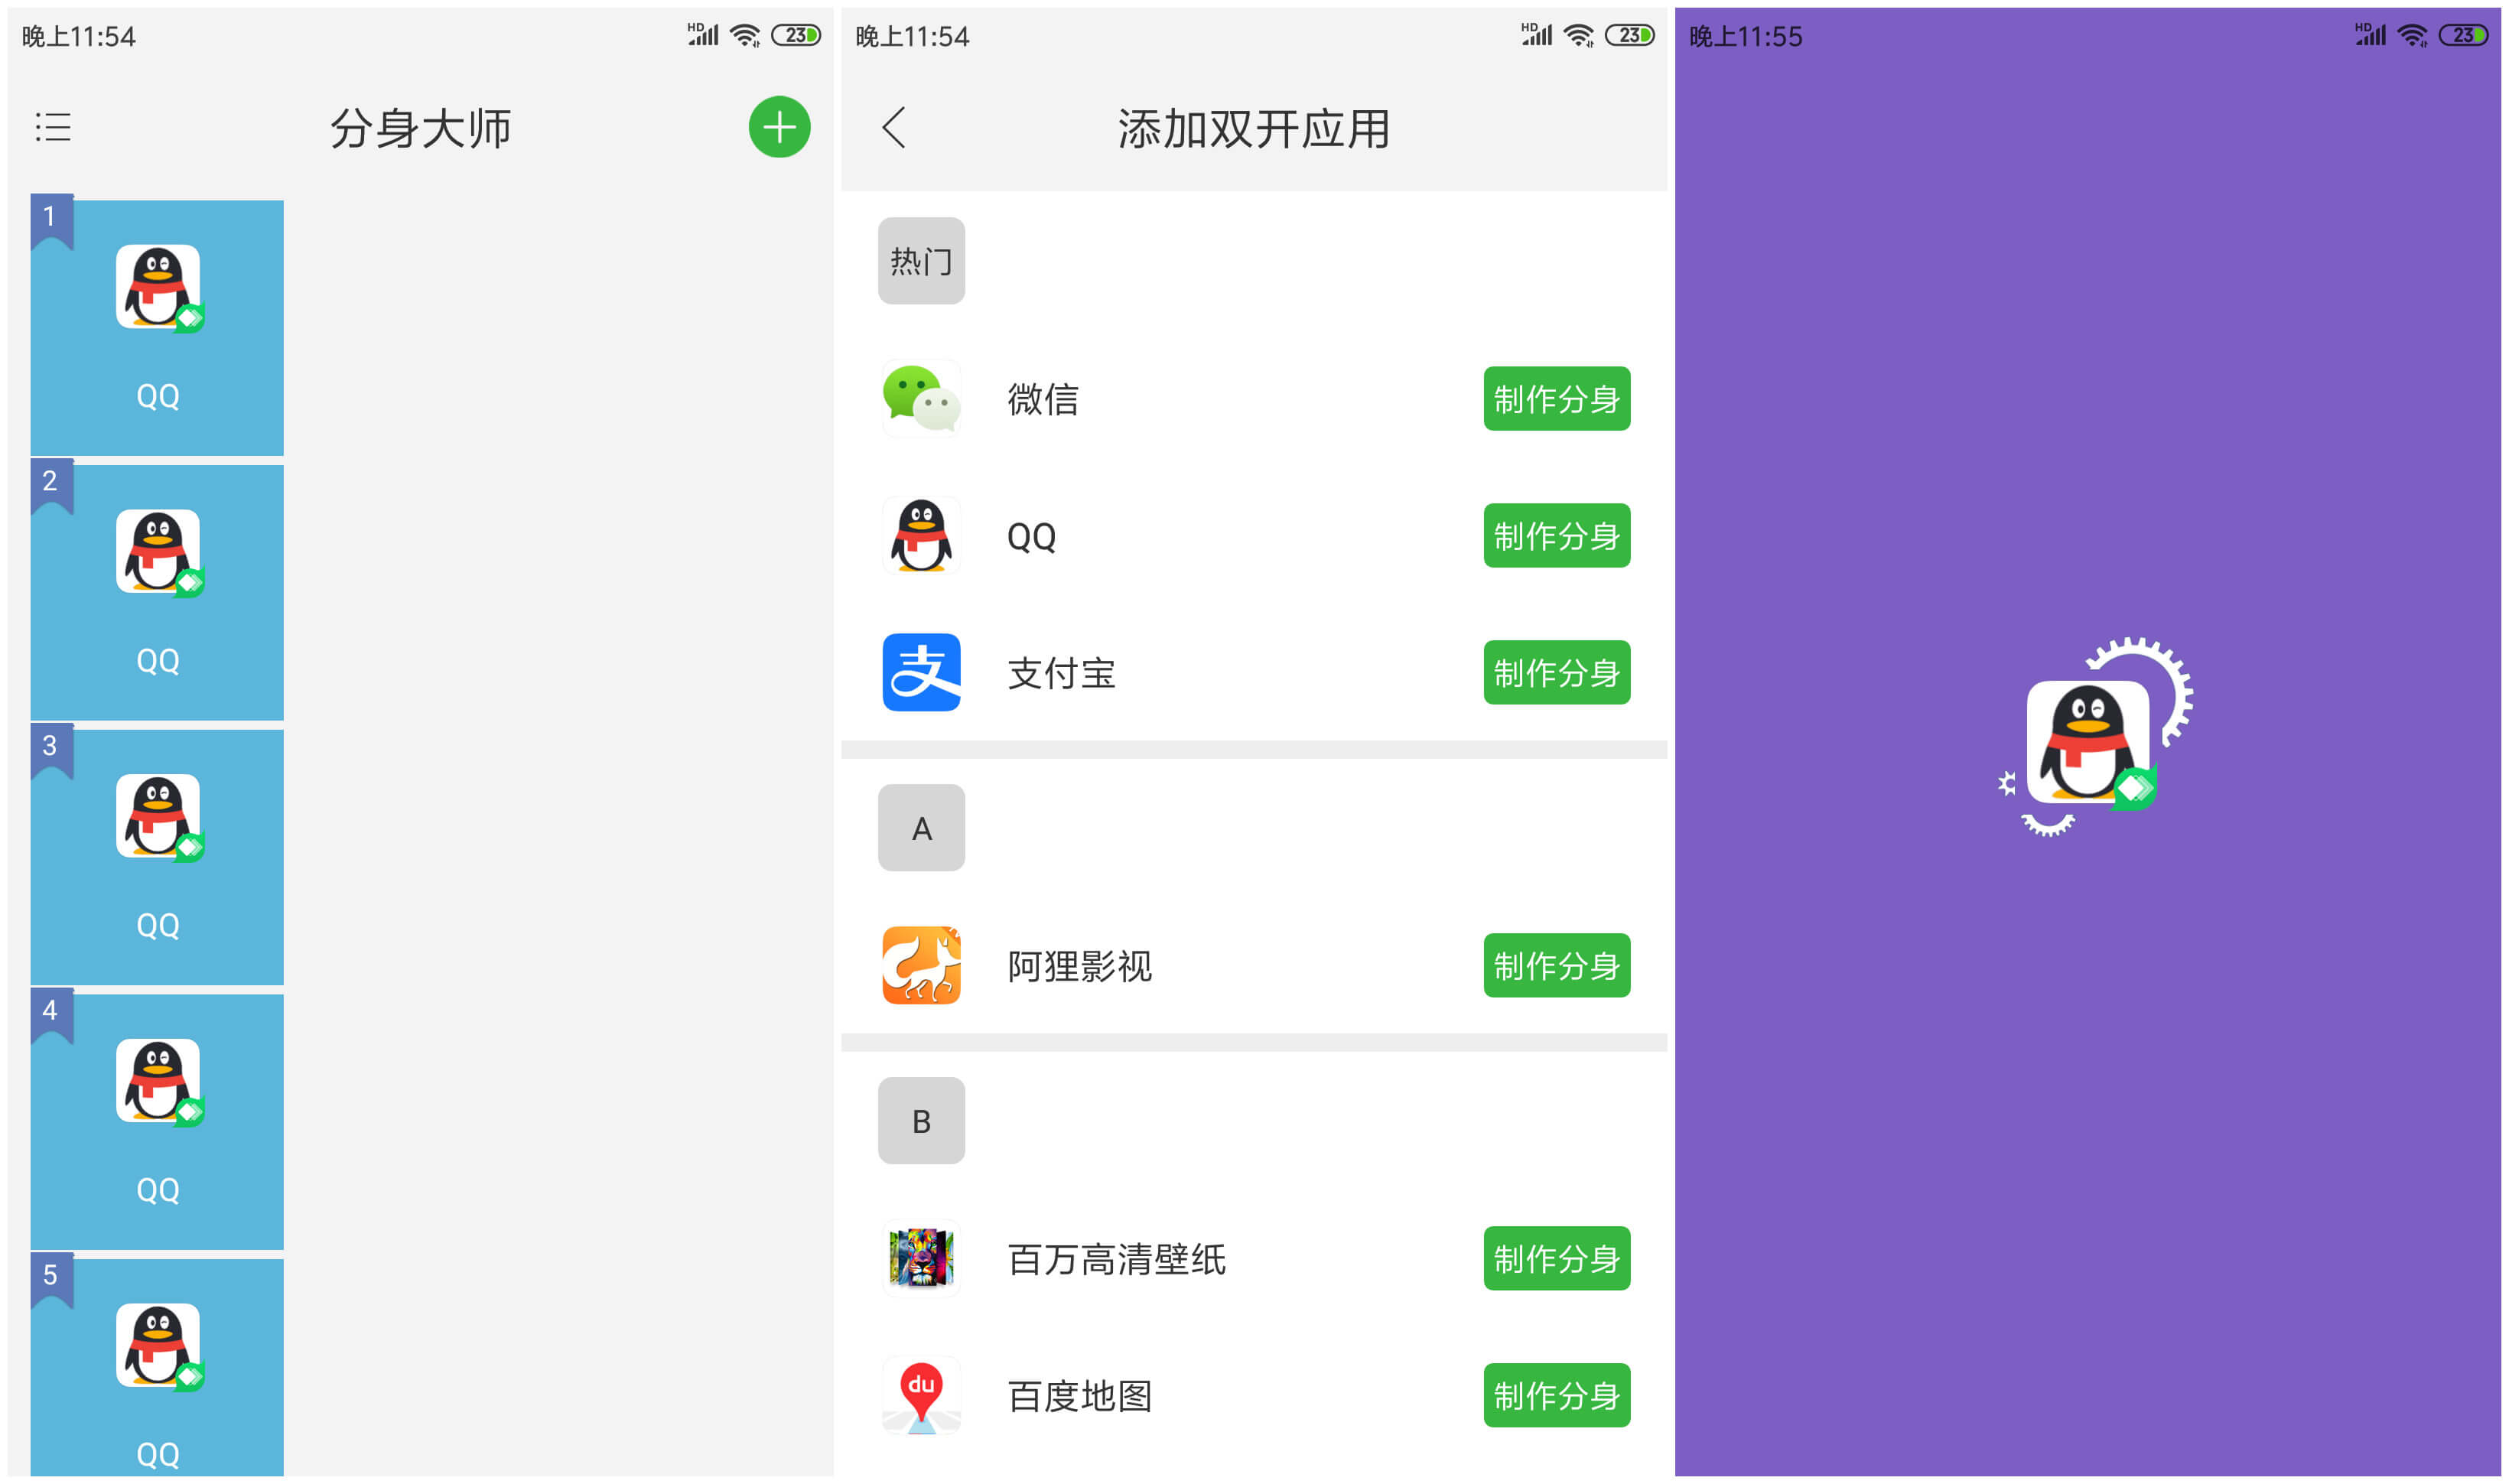 晚上11:54
HD
23
分身大师
1
QQ
2
QQ
3
QQ
4
QQ
5
QQ
晚上11:54
HD
23
添加双开应用
热门
微信
制作分身
QQ
制作分身
支
支付宝
制作分身
A
阿狸影视
制作分身
B
百万高清壁纸
制作分身
du
百度地图
制作分身
晚上11:55
HD
23